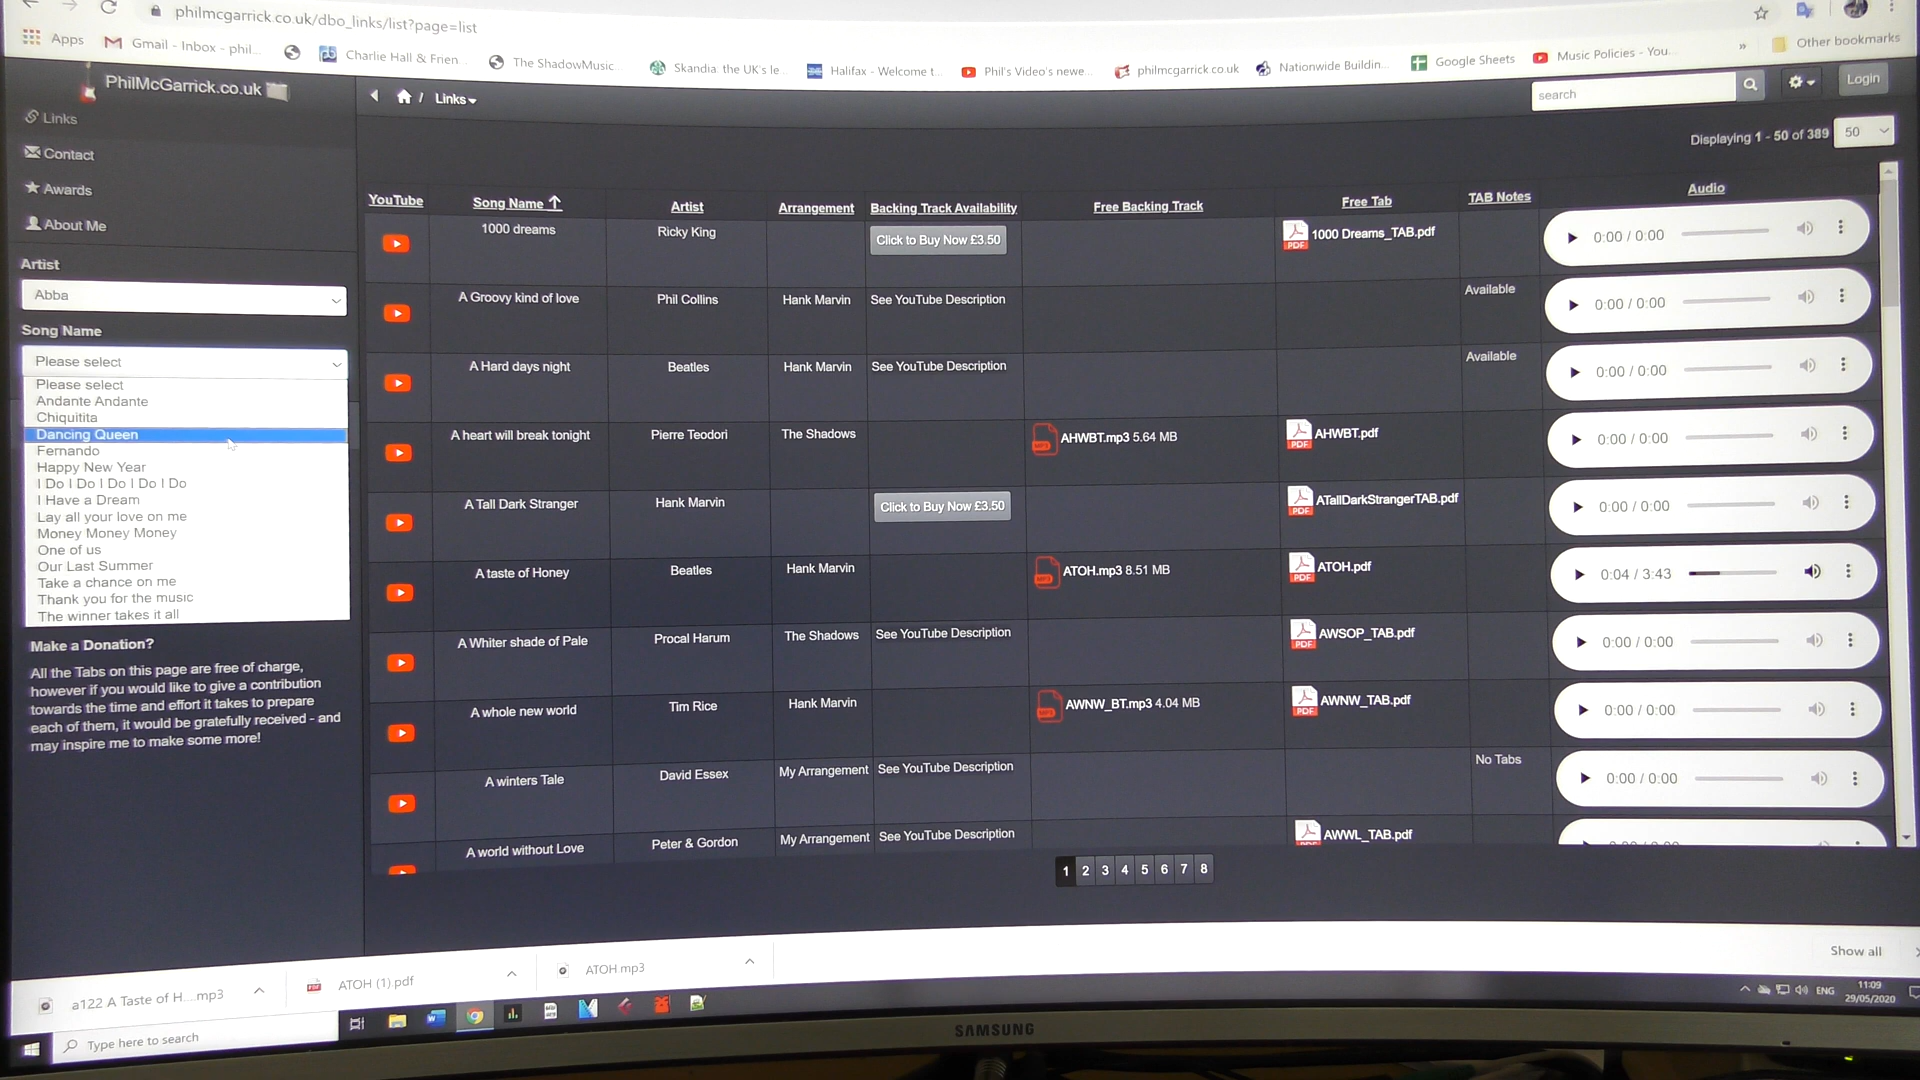 philmcgarrick.co.uk/dbo_links/list?page=list
Apps
Gmail - Inbox - phil...
Charlie Hall & Frien...
The ShadowMusic...
Skandia. the UK's le...
Halifax - Welcome t...
Phil's Video's newe...
philmcgarrick.co.uk
Nationwide Buildin...
Google Sheets
Music Policies - You...
»
Other bookmarks
PhilMcGarrick.co.uk
Links
Contact
Awards
About Me
Artist
Abba
Song Name
Please select
Please select
Andante Andante
Chiquitita
Dancing Queen
Fernando
Happy New Year
I Do I Do I Do I Do I Do
I Have a Dream
Lay all your love on me
Money Money Money
One of us
Our Last Summer
Take a chance on me
Thank you for the music
The winner takes it all
Make a Donation?
All the Tabs on this page are free of charge,
however if you would like to give a contribution
towards the time and effort it takes to prepare
each of them, it would be gratefully received - and
may inspire me to make some more!
/ Links
search
Login
Displaying 1 - 50 of 389
50
YouTube Song Name Artist Arrangement Backing Track Availability Free Backing Track Free Tab TAB Notes Audio
1000 dreams Ricky King Click to Buy Now £3.50 PDF 1000 Dreams_TAB.pdf 0:00 / 0:00
A Groovy kind of love Phil Collins Hank Marvin See YouTube Description Available 0:00 / 0:00
A Hard days night Beatles Hank Marvin See YouTube Description Available 0:00 / 0:00
A heart will break tonight Pierre Teodori The Shadows MP3 AHWBT.mp3 5.64 MB PDF AHWBT.pdf 0:00 / 0:00
A Tall Dark Stranger Hank Marvin Click to Buy Now £3.50 PDF ATallDarkStrangerTAB.pdf 0:00 / 0:00
A taste of Honey Beatles Hank Marvin MP3 ATOH.mp3 8.51 MB PDF ATOH.pdf 0:04 / 3:43
A Whiter shade of Pale Procal Harum The Shadows See YouTube Description PDF AWSOP_TAB.pdf 0:00 / 0:00
A whole new world Tim Rice Hank Marvin MP3 AWNW_BT.mp3 4.04 MB PDF AWNW_TAB.pdf 0:00 / 0:00
A winters Tale David Essex My Arrangement See YouTube Description No Tabs 0:00 / 0:00
A world without Love Peter & Gordon My Arrangement See YouTube Description AWWL_TAB.pdf
1 2 3 4 5 6 7 8
a122 A Taste of H....mp3
ATOH (1).pdf
ATOH mp3
Show all
Type here to search
ENG
11:09
29/05/2020
SAMSUNG